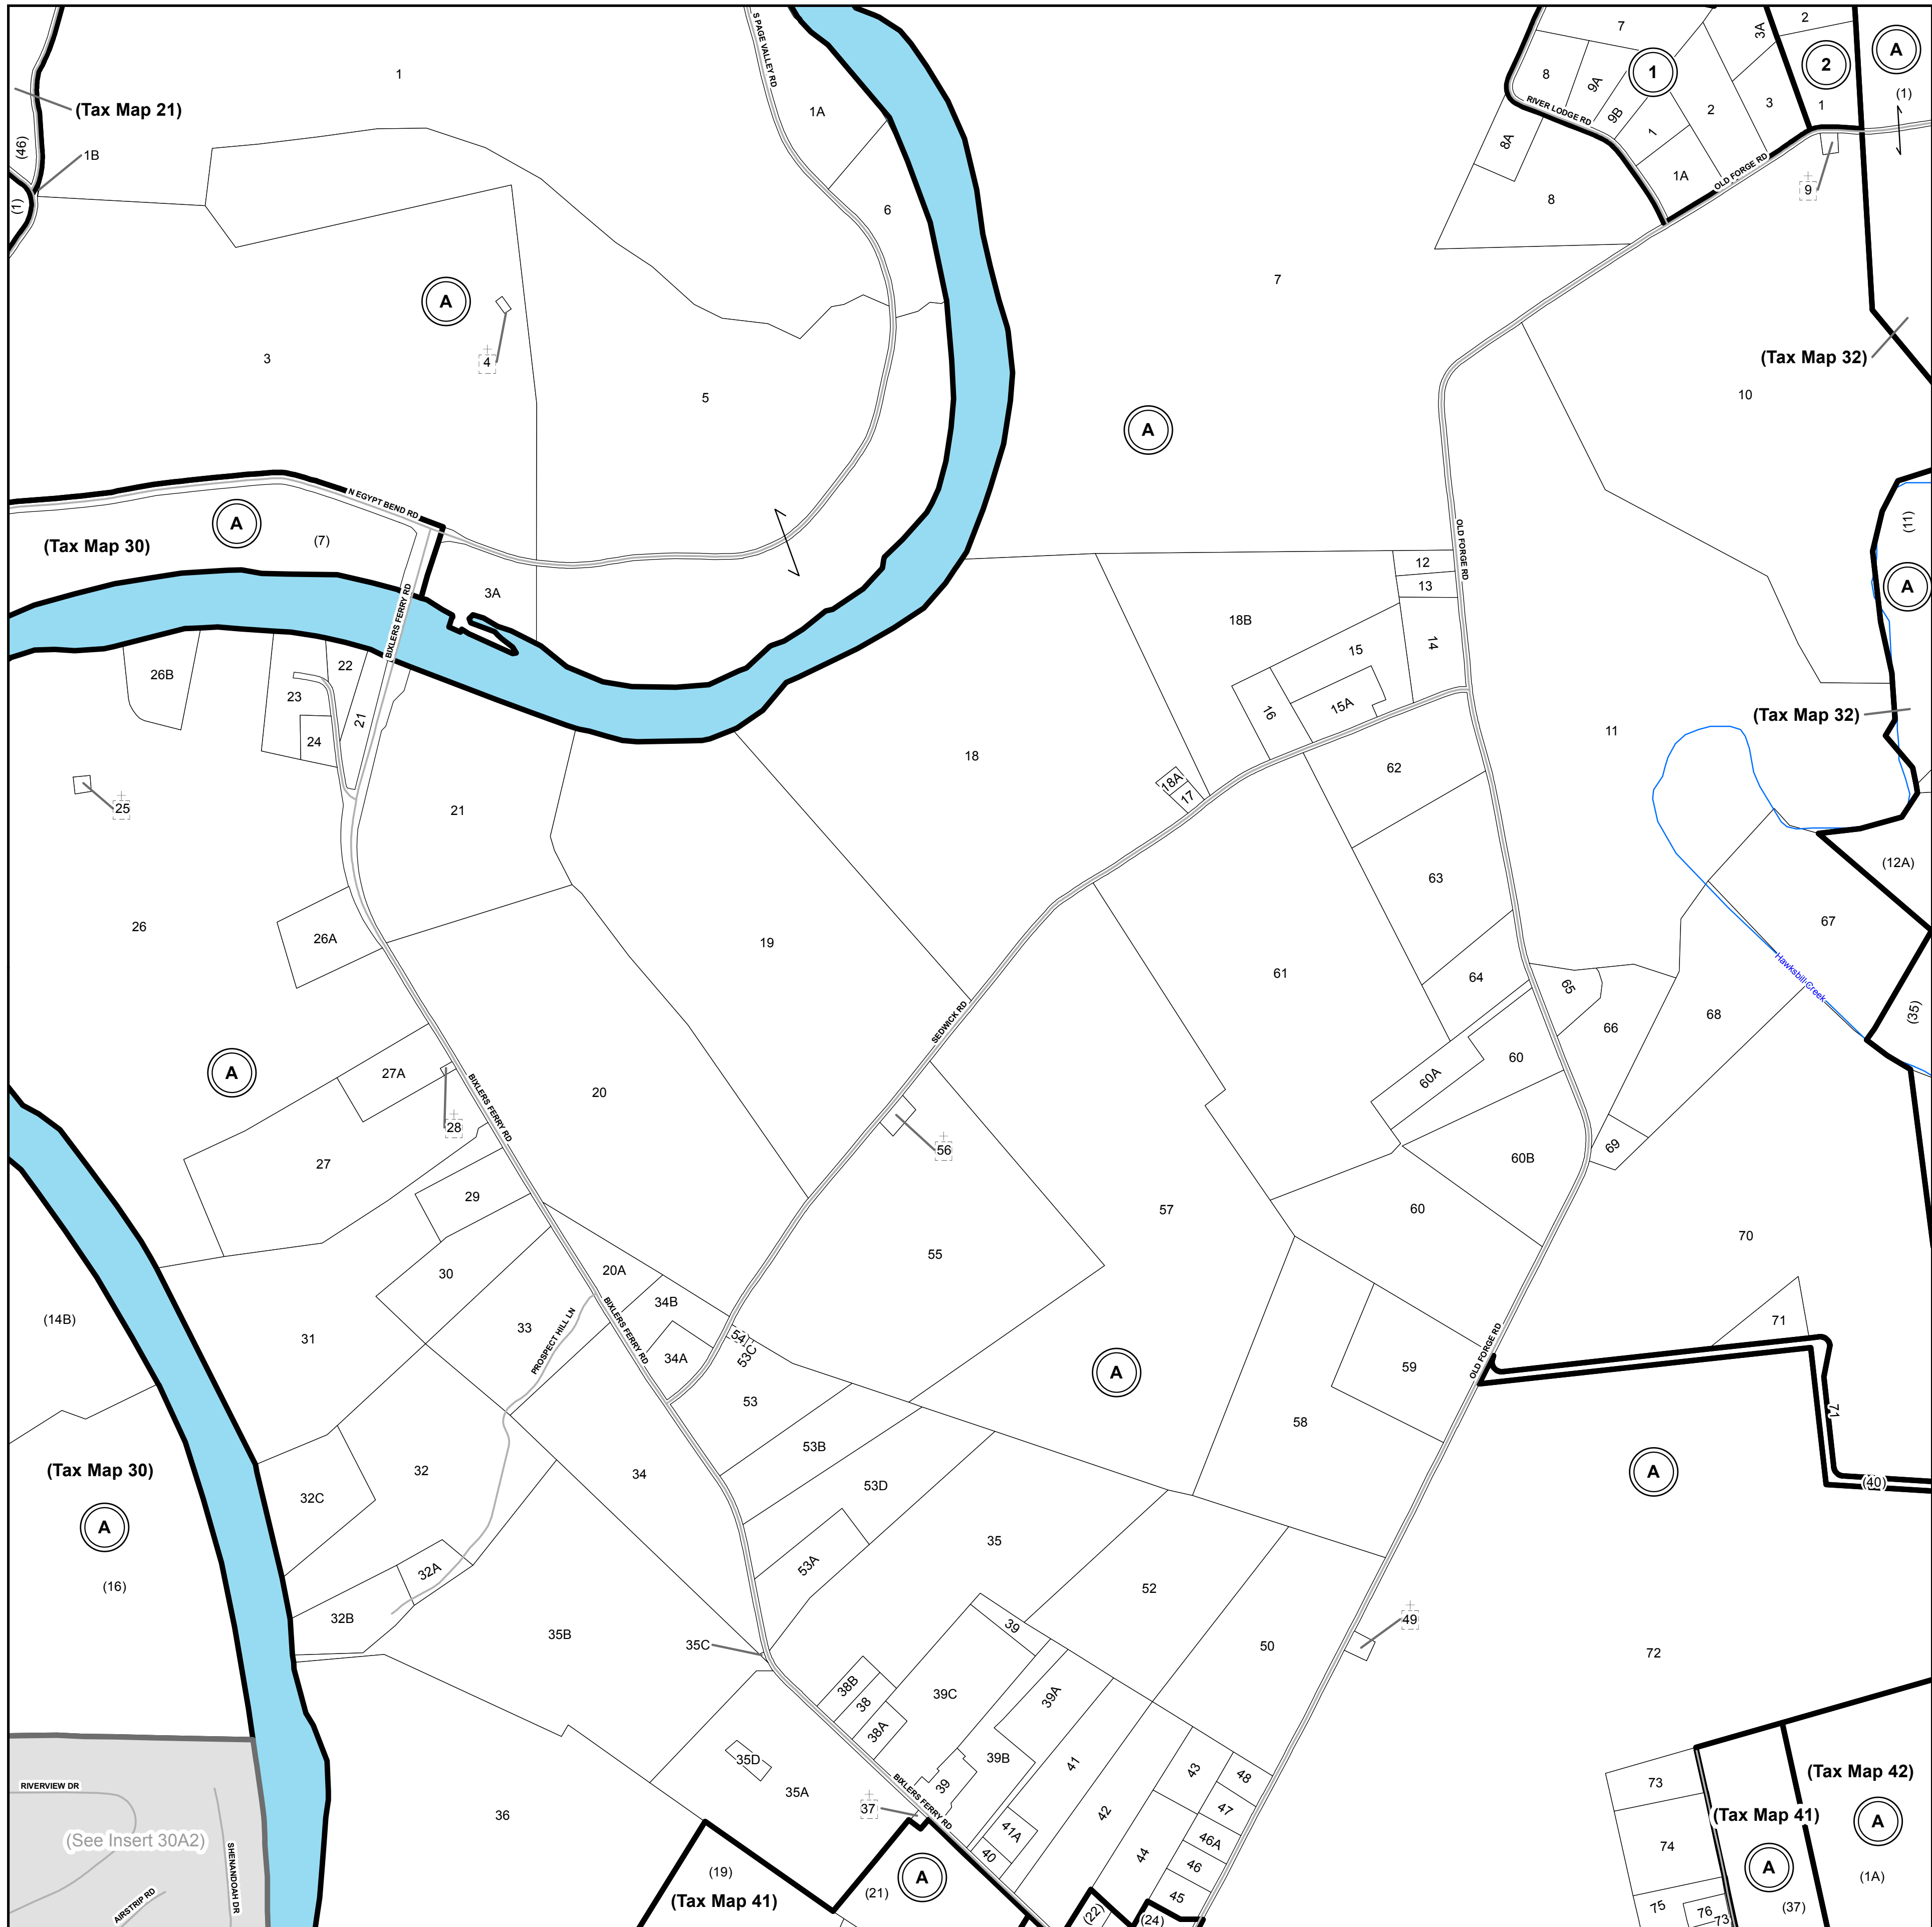 S PAGE VALLEY RD
7
2
3A
A
1
2
1
8
9A
(Tax Map 21)
(1)
1A
RIVER LODGE RD
9B
2
3
1
1
(46)
1B
8A
OLD FORGE RD
1A
9
(1)
6
8
7
A
4
3
(Tax Map 32)
5
10
A
N EGYPT BEND RD
A
(Tax Map 30)
(7)
(11)
OLD FORGE RD
12
13
A
3A
BIXLERS FERRY RD
18B
14
15
22
26B
23
15A
16
21
(Tax Map 32)
24
11
18
62
18A
17
25
21
(12A)
63
26
26A
19
67
61
64
Hawksbill Creek
65
SEDWICK RD
(35)
68
66
A
27A
60
60A
20
BIXLERS FERRY RD
28
56
69
27
60B
29
57
60
70
55
30
20A
(14B)
34B
71
33
31
PROSPECT HILL LN
BIXLERS FERRY RD
54
53C
34A
OLD FORGE RD
59
A
53
71
58
53B
(Tax Map 30)
32
34
A
(40)
32C
53D
A
35
53A
32A
(16)
52
32B
39
49
35B
35C
50
72
38B
39C
39A
38
38A
35D
39B
41
43
48
(Tax Map 42)
73
RIVERVIEW DR
39
35A
BIXLERS FERRY RD
37
47
42
(Tax Map 41)
36
A
41A
(See Insert 30A2)
46A
74
40
44
46
SHENANDOAH DR
(19)
A
A
(1A)
(21)
45
(Tax Map 41)
AIRSTRIP RD
75
76
(37)
(22)
(24)
73